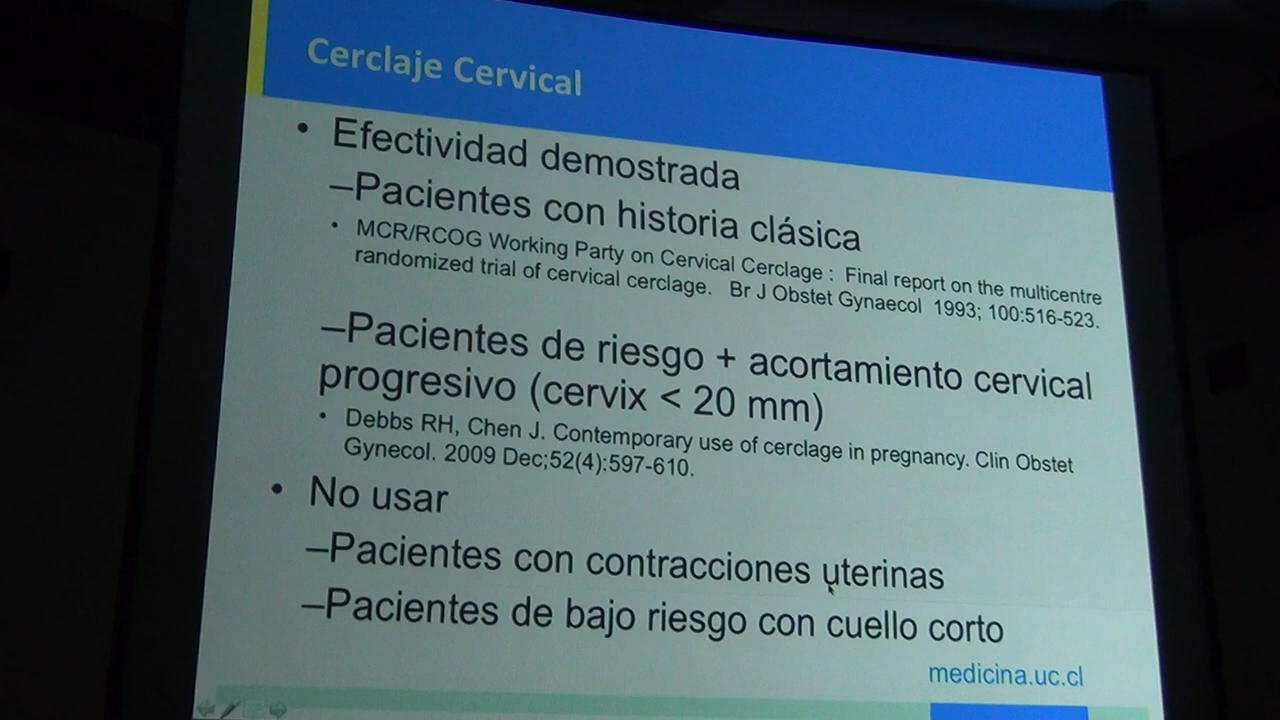 Cerclaje Cervical
• Efectividad demostrada
–Pacientes con historia clásica
• MCR/RCOG Working Party on Cervical Cerclage : Final report on the multicentre
randomized trial of cervical cerclage. Br J Obstet Gynaecol 1993; 100:516-523.
–Pacientes de riesgo + acortamiento cervical
progresivo (cervix < 20 mm)
• Debbs RH, Chen J. Contemporary use of cerclage in pregnancy. Clin Obstet
Gynecol. 2009 Dec;52(4):597-610.
• No usar
–Pacientes con contracciones uterinas
–Pacientes de bajo riesgo con cuello corto
medicina.uc.cl